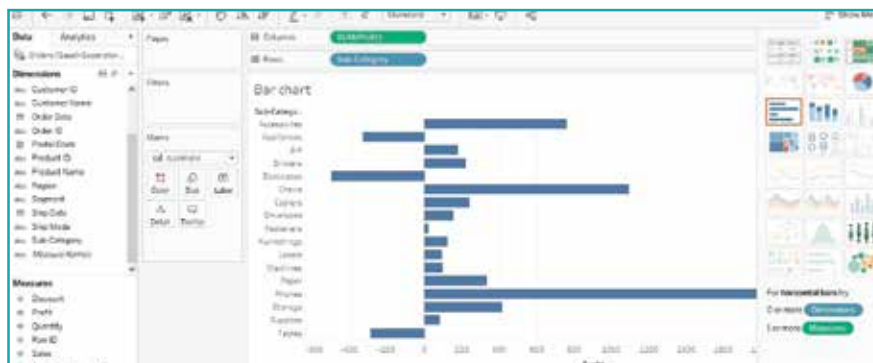 Standard
Show Me
Data
Analytics
Pages
Columns
Rows
Sub-Category
Dimensions
Customer ID
Customer Name
Order Date
Order ID
Postal Code
Product ID
Product Name
Region
Segment
Ship Date
Ship Mode
Sub-Category
Measure Names
Filters
Marks
Automatic
Color
Size
Label
Detail
Tooltip
Bar chart
Sub-Catego..
Accessories
Appliances
Art
Binders
Bookcases
Chairs
Copiers
Envelopes
Fasteners
Furnishings
Labels
Machines
Paper
Phones
Storage
Supplies
Tables
Measures
Discount
Profit
Quantity
Row ID
Sales
For horizontal bars try
0 or more Dimensions
1 or more Measures